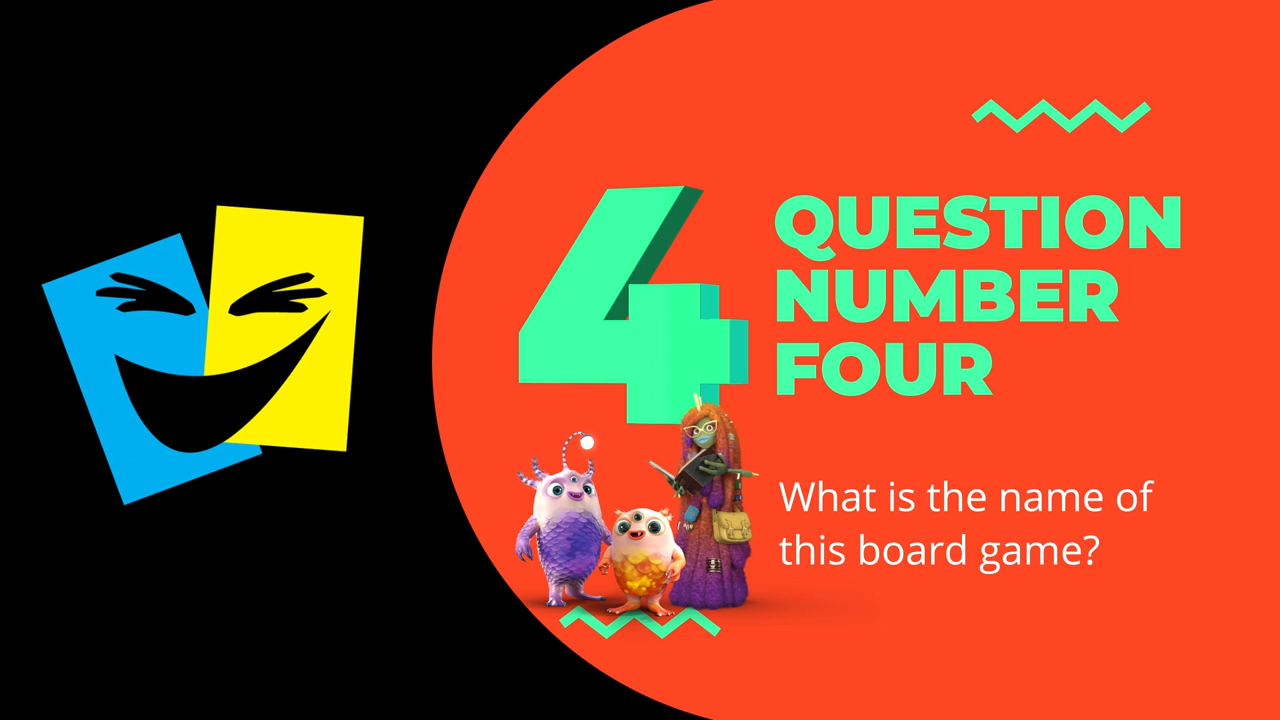 4
QUESTION
NUMBER
FOUR
What is the name of
this board game?